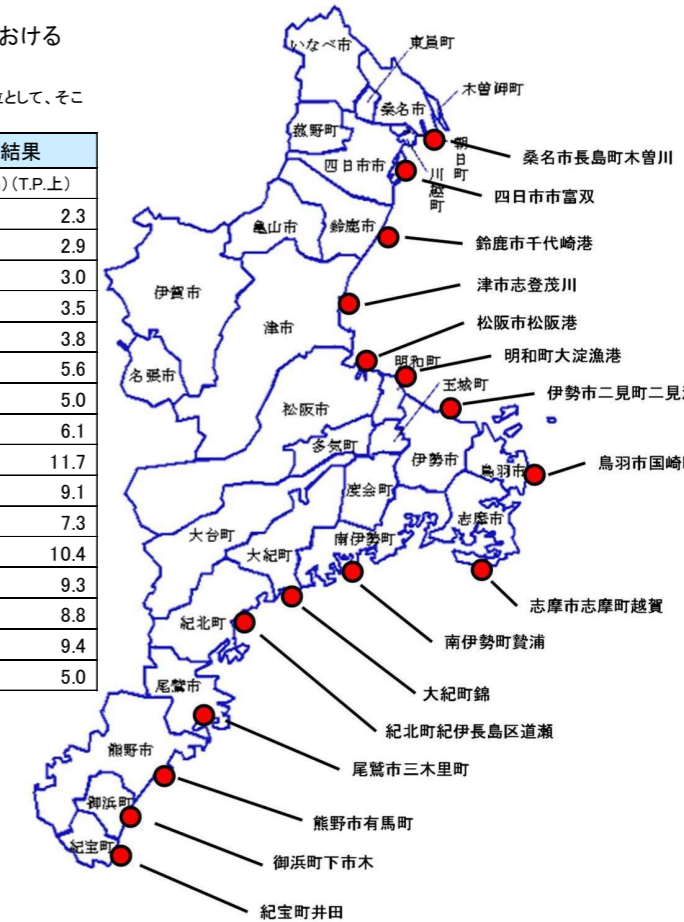 おける
として、そこ
結果
)(T.P.上)
2.3
2.9
3.0
3.5
3.8
5.6
5.0
6.1
11.7
9.1
7.3
10.4
9.3
8.8
9.4
5.0
いなべ市
東員町
木曽岬町
桑名市
菰野町
朝日町
桑名市長島町木曽川
四日市市
川越町
四日市市富双
亀山市
鈴鹿市
鈴鹿市千代崎港
伊賀市
津市志登茂川
津市
松阪市松阪港
明和町
明和町大淀漁港
名張市
玉城町
伊勢市二見町二見
松阪市
多気町
伊勢市
鳥羽市
鳥羽市国崎
度会町
志摩市
大台町
南伊勢町
大紀町
志摩市志摩町越賀
紀北町
南伊勢町贄浦
尾鷲市
大紀町錦
紀北町紀伊長島区道瀬
熊野市
尾鷲市三木里町
御浜町
熊野市有馬町
紀宝町
御浜町下市木
紀宝町井田